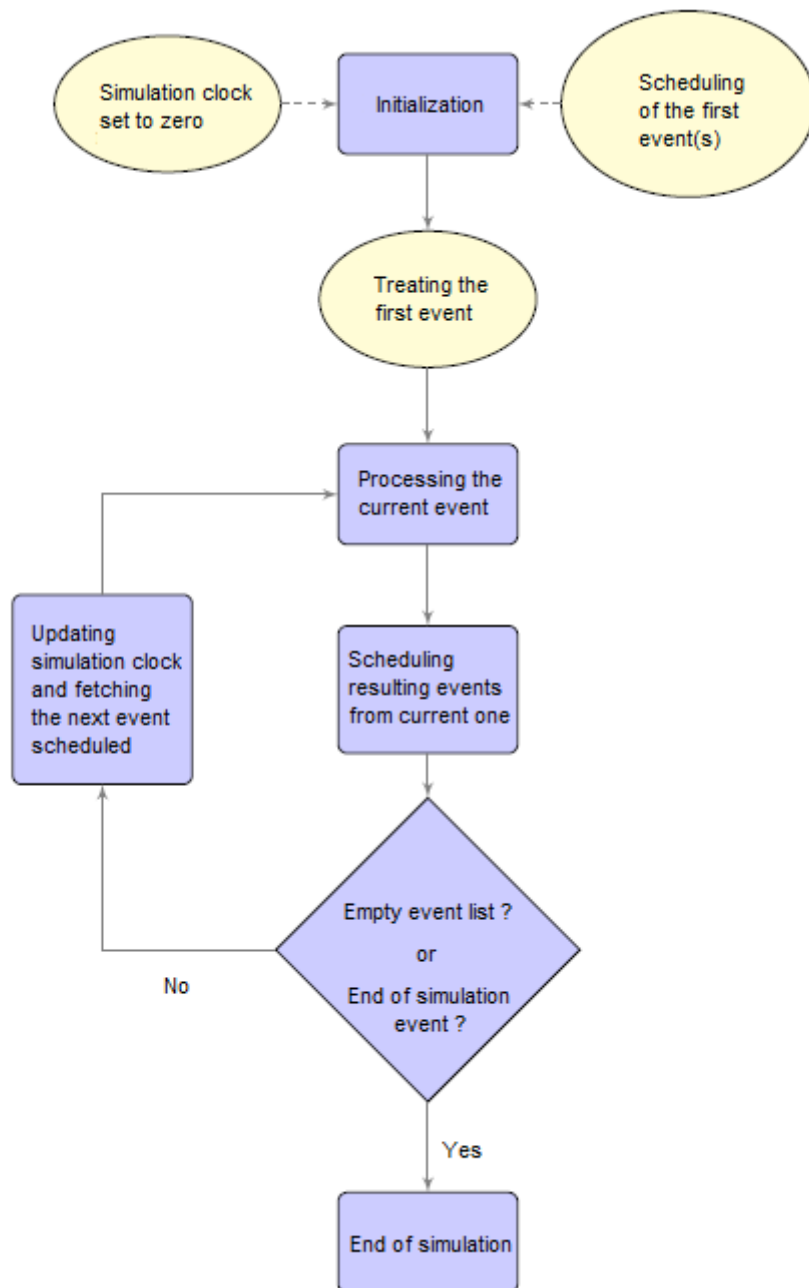 Simulation clock
set to zero
Initialization
Scheduling
of the first
event(s)
Treating the
first event
Processing the
current event
Updating
simulation clock
and fetching
the next event
scheduled
Scheduling
resulting events
from current one
Empty event list ?
or
End of simulation
event ?
No
Yes
End of simulation